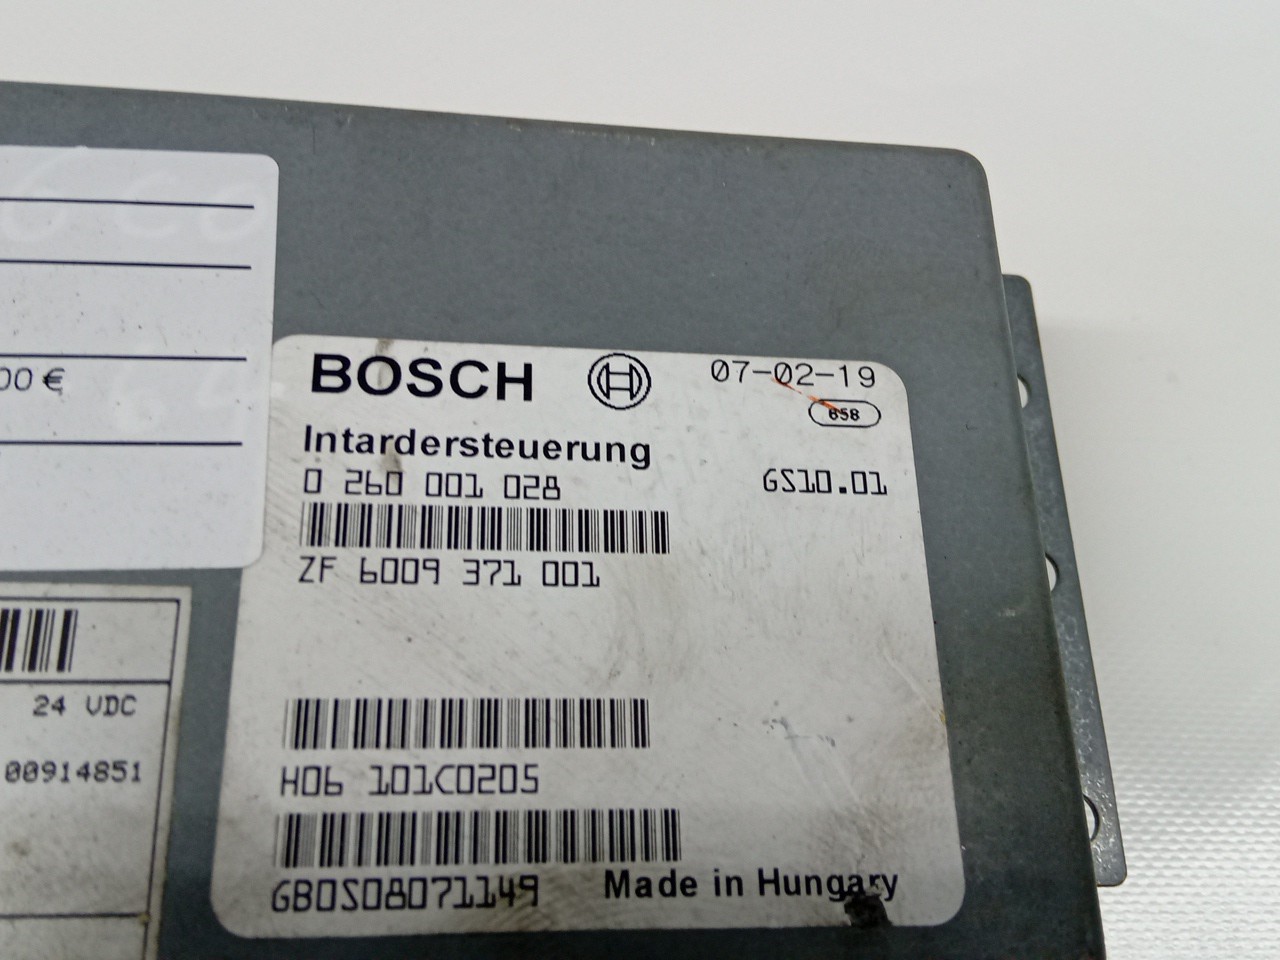 00 €
BOSCH 07-02-19
658
Intardersteuerung
0 260 001 028 GS10.01
ZF 6009 371 001
24 VDC
00914851
H06 101C0205
GB0S08071149 Made in Hungary